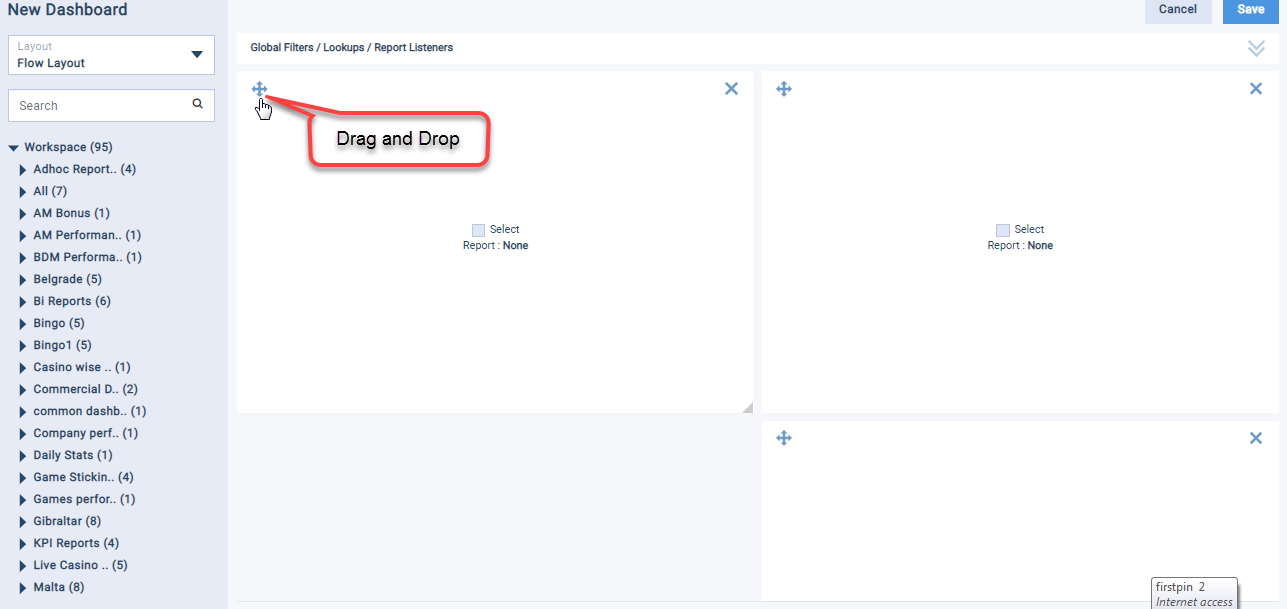 New Dashboard
Cancel
Save
Layout
Flow Layout
Search
Workspace (95)
Adhoc Report.. (4)
All (7)
AM Bonus (1)
AM Performan.. (1)
BDM Performa.. (1)
Belgrade (5)
Bi Reports (6)
Bingo (5)
Bingo1 (5)
Casino wise .. (1)
Commercial D.. (2)
common dashb.. (1)
Company perf.. (1)
Daily Stats (1)
Game Stickin.. (4)
Games perfor.. (1)
Gibraltar (8)
KPI Reports (4)
Live Casino .. (5)
Malta (8)
Global Filters / Lookups / Report Listeners
Drag and Drop
Select
Report : None
Select
Report : None
firstpin 2
Internet access